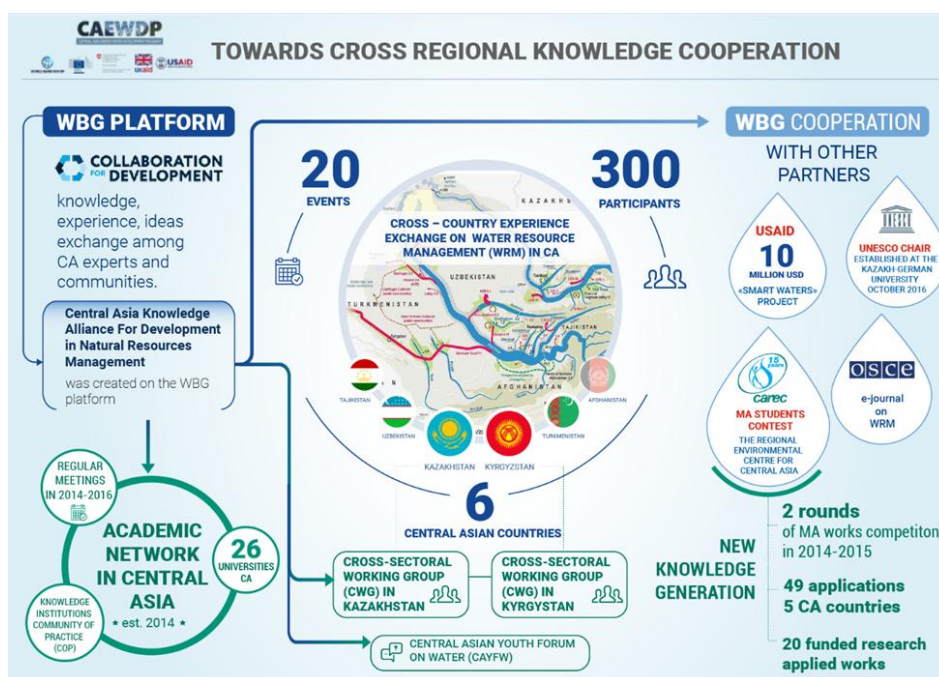 CAEWDP
WORLD BANK GROUP
UKaid
USAID
TOWARDS CROSS REGIONAL KNOWLEDGE COOPERATION
WBG PLATFORM
COLLABORATION
FOR DEVELOPMENT
knowledge,
experience, ideas
exchange among
CA experts and
communities.
Central Asia Knowledge
Alliance For Development
in Natural Resources
Management
was created on the WBG
platform
REGULAR
MEETINGS
IN 2014-2016
ACADEMIC
NETWORK
IN CENTRAL
ASIA
est. 2014
26
UNIVERSITIES
CA
KNOWLEDGE
INSTITUTIONS
COMMUNITY OF
PRACTICE
(COP)
20
EVENTS
300
PARTICIPANTS
KAZAKHS
CROSS – COUNTRY EXPERIENCE
EXCHANGE ON WATER RESOURCE
MANAGEMENT (WRM) IN CA
UZBEKISTAN
TURKMENISTAN
TAJIKISTAN
AFGHANISTAN
TAJIKISTAN
UZBEKISTAN
KAZAKHSTAN
KYRGYZSTAN
TURKMENISTAN
AFGHANISTAN
6
CENTRAL ASIAN COUNTRIES
CROSS-SECTORAL
WORKING GROUP
(CWG) IN
KAZAKHSTAN
CROSS-SECTORAL
WORKING GROUP
(CWG) IN
KYRGYSTAN
CENTRAL ASIAN YOUTH FORUM
ON WATER (CAYFW)
WBG COOPERATION
WITH OTHER
PARTNERS
USAID
10
MILLION USD
«SMART WATERS»
PROJECT
UNESCO CHAIR
ESTABLISHED AT THE
KAZAKH-GERMAN
UNIVERSITY
OCTOBER 2016
15
years
carec
MA STUDENTS
CONTEST
THE REGIONAL
ENVIRONMENTAL
CENTRE FOR
CENTRAL ASIA
osce
e-journal
on
WRM
NEW
KNOWLEDGE
GENERATION
2 rounds
of MA works competiton
in 2014-2015
49 applications
5 CA countries
20 funded research
applied works